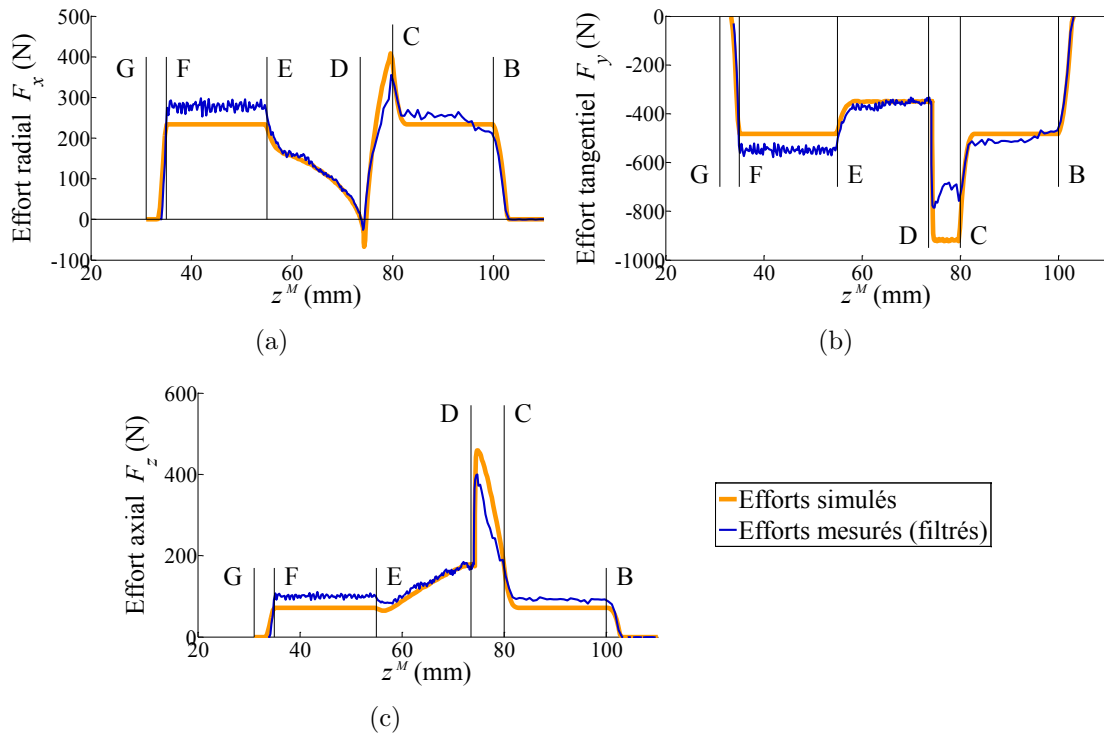 500
400
300
200
100
0
-100
Effort radial F_x (N)
G F E D C B
20 40 60 80 100
z^M (mm)
(a)
0
-200
-400
-600
-800
-1000
Effort tangentiel F_y (N)
G F E D C B
20 40 60 80 100
z^M (mm)
(b)
600
400
200
0
Effort axial F_z (N)
G F E D C B
20 40 60 80 100
z^M (mm)
(c)
Efforts simulés
Efforts mesurés (filtrés)